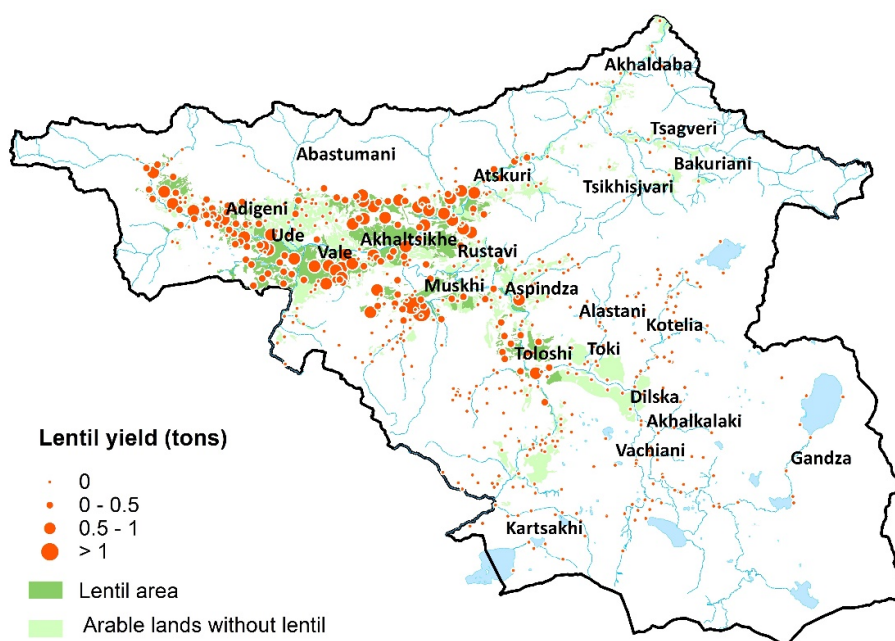 Akhaldaba
Tsagveri
Abastumani
Bakuriani
Atskuri
Tsikhisjvari
Adigeni
Ude
Akhaltsikhe
Vale
Rustavi
Muskhi
Aspindza
Alastani
Kotelia
Toloshi
Toki
Dilska
Akhalkalaki
Vachiani
Gandza
Kartsakhi
Lentil yield (tons)
0
0 - 0.5
0.5 - 1
> 1
Lentil area
Arable lands without lentil